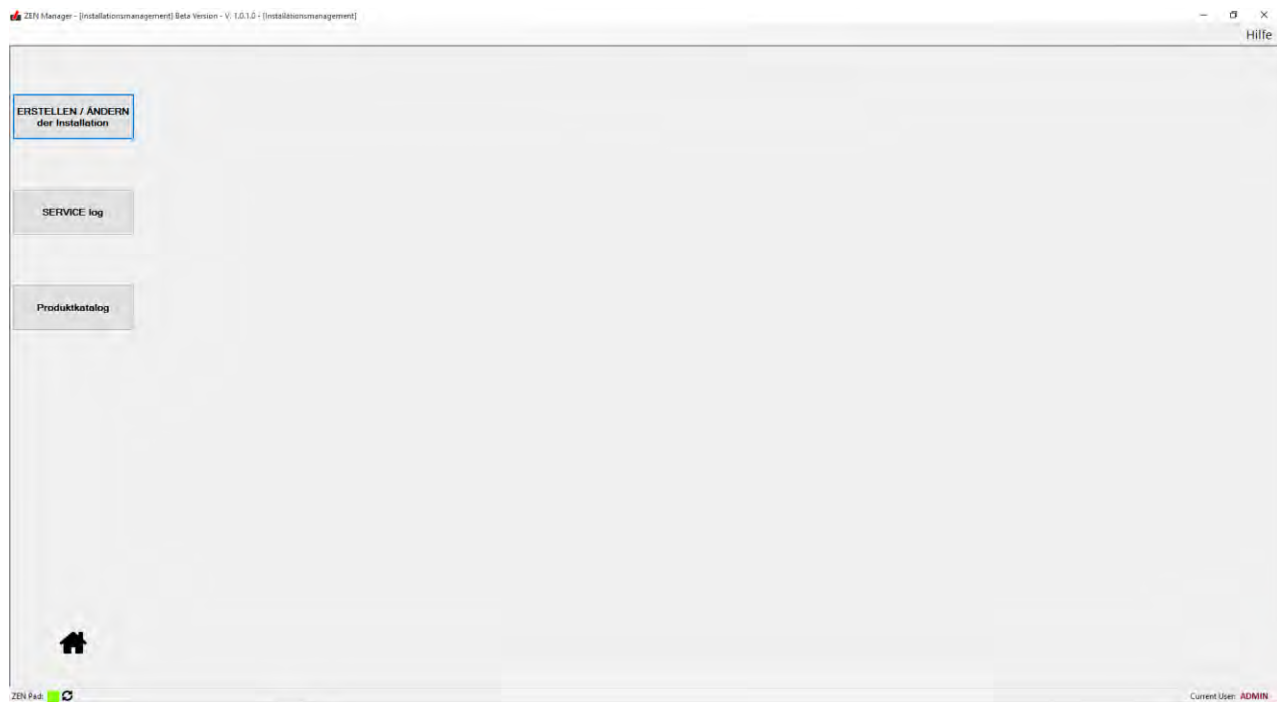 ZEN Manager - [Installationsmanagement] Beta Version - V: 1.0.1.0 - [Installationsmanagement]
Hilfe
ERSTELLEN / ÄNDERN
der Installation
SERVICE log
Produktkatalog
ZEN Pad:
Current User: ADMIN